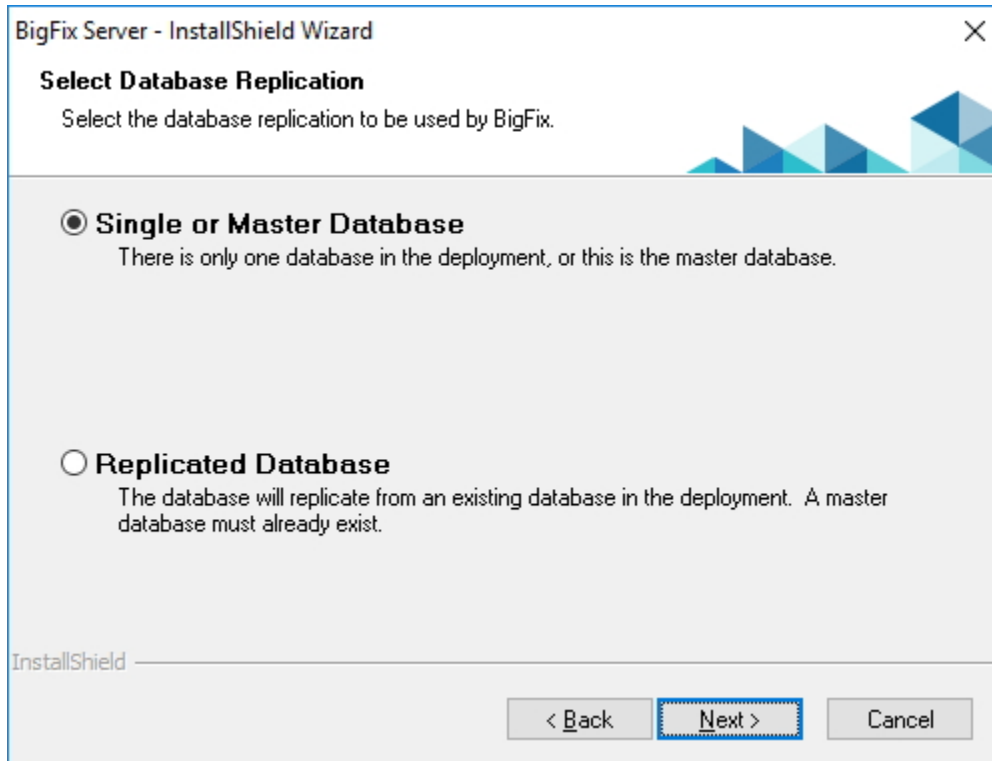 BigFix Server - InstallShield Wizard
Select Database Replication
Select the database replication to be used by BigFix.
Single or Master Database
There is only one database in the deployment, or this is the master database.
Replicated Database
The database will replicate from an existing database in the deployment.  A master
database must already exist.
InstallShield
< Back
Next >
Cancel